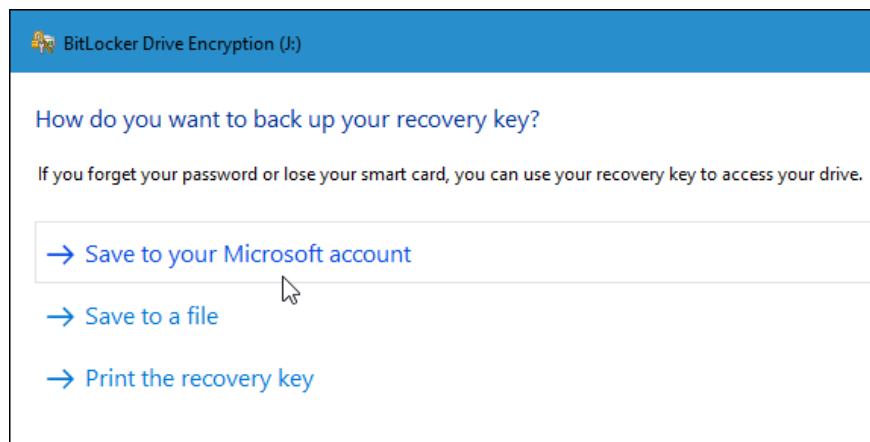 BitLocker Drive Encryption (J:)
How do you want to back up your recovery key?
If you forget your password or lose your smart card, you can use your recovery key to access your drive.
→ Save to your Microsoft account
→ Save to a file
→ Print the recovery key